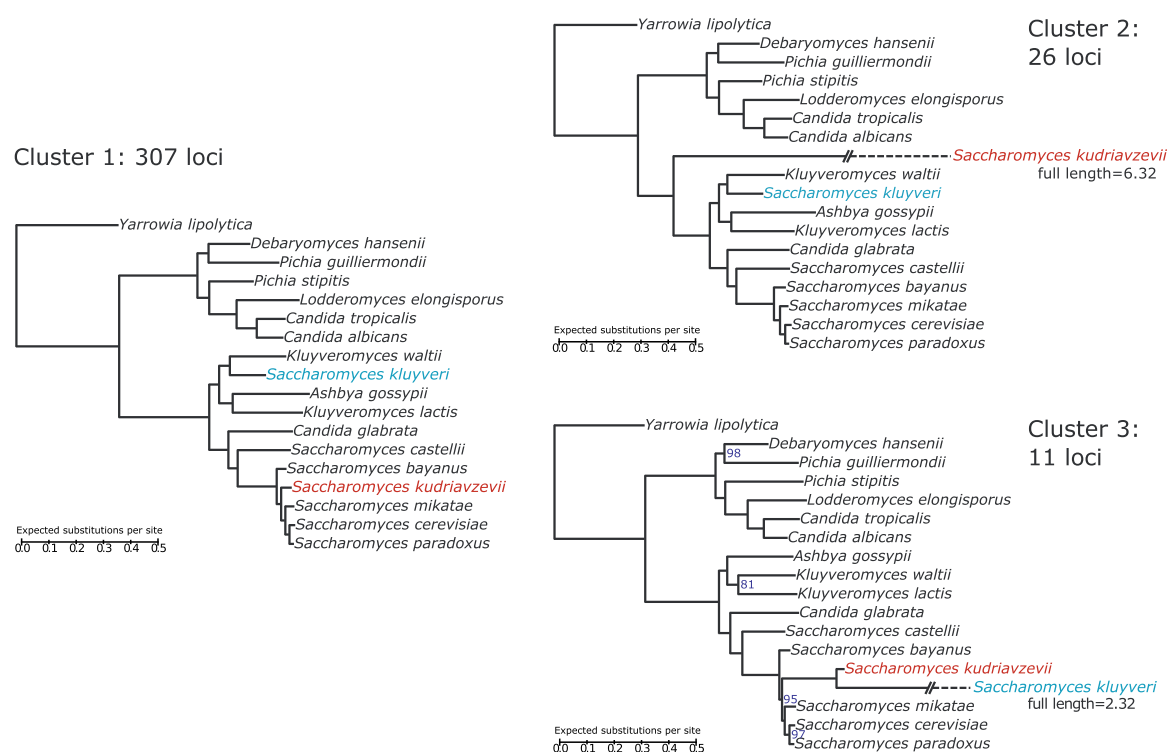 Cluster 1: 307 loci
Yarrowia lipolytica
Debaryomyces hansenii
Pichia guilliermondii
Pichia stipitis
Lodderomyces elongisporus
Candida tropicalis
Candida albicans
Kluyveromyces waltii
Saccharomyces kluyveri
Ashbya gossypii
Kluyveromyces lactis
Candida glabrata
Saccharomyces castellii
Saccharomyces bayanus
Saccharomyces kudriavzevii
Saccharomyces mikatae
Saccharomyces cerevisiae
Saccharomyces paradoxus
Expected substitutions per site
0.0 0.1 0.2 0.3 0.4 0.5
Cluster 2:
26 loci
Yarrowia lipolytica
Debaryomyces hansenii
Pichia guilliermondii
Pichia stipitis
Lodderomyces elongisporus
Candida tropicalis
Candida albicans
Saccharomyces kudriavzevii
full length=6.32
Kluyveromyces waltii
Saccharomyces kluyveri
Ashbya gossypii
Kluyveromyces lactis
Candida glabrata
Saccharomyces castellii
Saccharomyces bayanus
Saccharomyces mikatae
Saccharomyces cerevisiae
Saccharomyces paradoxus
Expected substitutions per site
0.0 0.1 0.2 0.3 0.4 0.5
Cluster 3:
11 loci
Yarrowia lipolytica
Debaryomyces hansenii
98
Pichia guilliermondii
Pichia stipitis
Lodderomyces elongisporus
Candida tropicalis
Candida albicans
Ashbya gossypii
Kluyveromyces waltii
81
Kluyveromyces lactis
Candida glabrata
Saccharomyces castellii
Saccharomyces bayanus
Saccharomyces kudriavzevii
Saccharomyces kluyveri
full length=2.32
95
Saccharomyces mikatae
Saccharomyces cerevisiae
97
Saccharomyces paradoxus
Expected substitutions per site
0.0 0.1 0.2 0.3 0.4 0.5